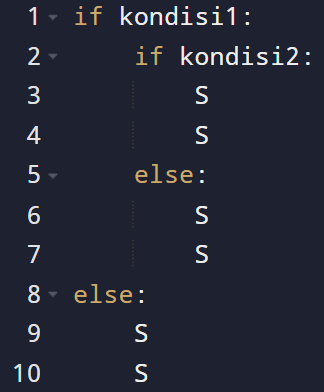 1 if kondisi1:
2     if kondisi2:
3         S
4         S
5     else:
6         S
7         S
8 else:
9     S
10     S